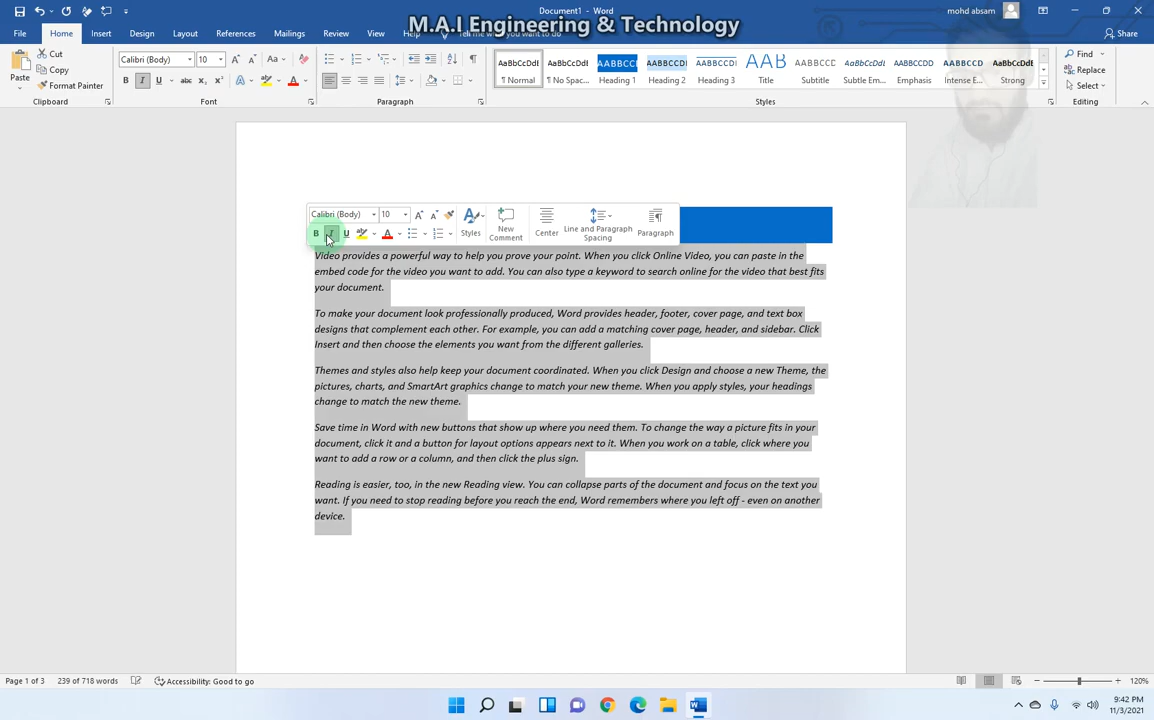 Document1 - Word
mohd absam
M.A.I Engineering & Technology
File Home Insert Design Layout References Mailings Review View Share
Paste
Cut
Copy
Format Painter
Clipboard
Calibri (Body) 10
Font
Paragraph
AaBbCcDdI AaBbCcDdI AABBCCI AABBCCDI AABBCCDI AAB AABBCCDD AaBbCcDdI AABBCCDD AABBCCDI AaBbCcDdI
¶ Normal ¶ No Spac... Heading 1 Heading 2 Heading 3 Title Subtitle Subtle Em... Emphasis Intense E... Strong
Styles
Find
Replace
Select
Editing
Calibri (Body) 10
B I U
Styles
New Comment
Center
Line and Paragraph Spacing
Paragraph
Video provides a powerful way to help you prove your point. When you click Online Video, you can paste in the
embed code for the video you want to add. You can also type a keyword to search online for the video that best fits
your document.
To make your document look professionally produced, Word provides header, footer, cover page, and text box
designs that complement each other. For example, you can add a matching cover page, header, and sidebar. Click
Insert and then choose the elements you want from the different galleries.
Themes and styles also help keep your document coordinated. When you click Design and choose a new Theme, the
pictures, charts, and SmartArt graphics change to match your new theme. When you apply styles, your headings
change to match the new theme.
Save time in Word with new buttons that show up where you need them. To change the way a picture fits in your
document, click it and a button for layout options appears next to it. When you work on a table, click where you
want to add a row or a column, and then click the plus sign.
Reading is easier, too, in the new Reading view. You can collapse parts of the document and focus on the text you
want. If you need to stop reading before you reach the end, Word remembers where you left off - even on another
device.
Page 1 of 3 239 of 718 words Accessibility: Good to go 120%
9:42 PM
11/3/2021